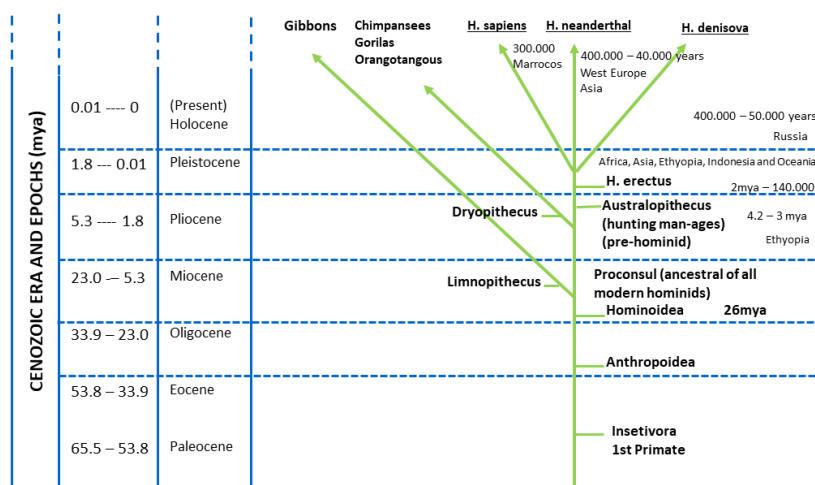 CENOZOIC ERA AND EPOCHS (mya)
Gibbons
Chimpansees
Gorilas
Orangotangous
H. sapiens
H. neanderthal
H. denisova
300.000
Marrocos
400.000 – 40.000 years
West Europe
Asia
0.01 ---- 0
(Present)
Holocene
400.000 – 50.000 years
Russia
1.8 --- 0.01
Pleistocene
Africa, Asia, Ethyopia, Indonesia and Oceania
H. erectus
2mya – 140.000
5.3 ---- 1.8
Pliocene
Dryopithecus
Australopithecus
(hunting man-ages)
(pre-hominid)
4.2 – 3 mya
Ethyopia
23.0 -– 5.3
Miocene
Limnopithecus
Proconsul (ancestral of all
modern hominids)
Hominoidea 26mya
33.9 – 23.0
Oligocene
Anthropoidea
53.8 – 33.9
Eocene
65.5 – 53.8
Paleocene
Insetivora
1st Primate